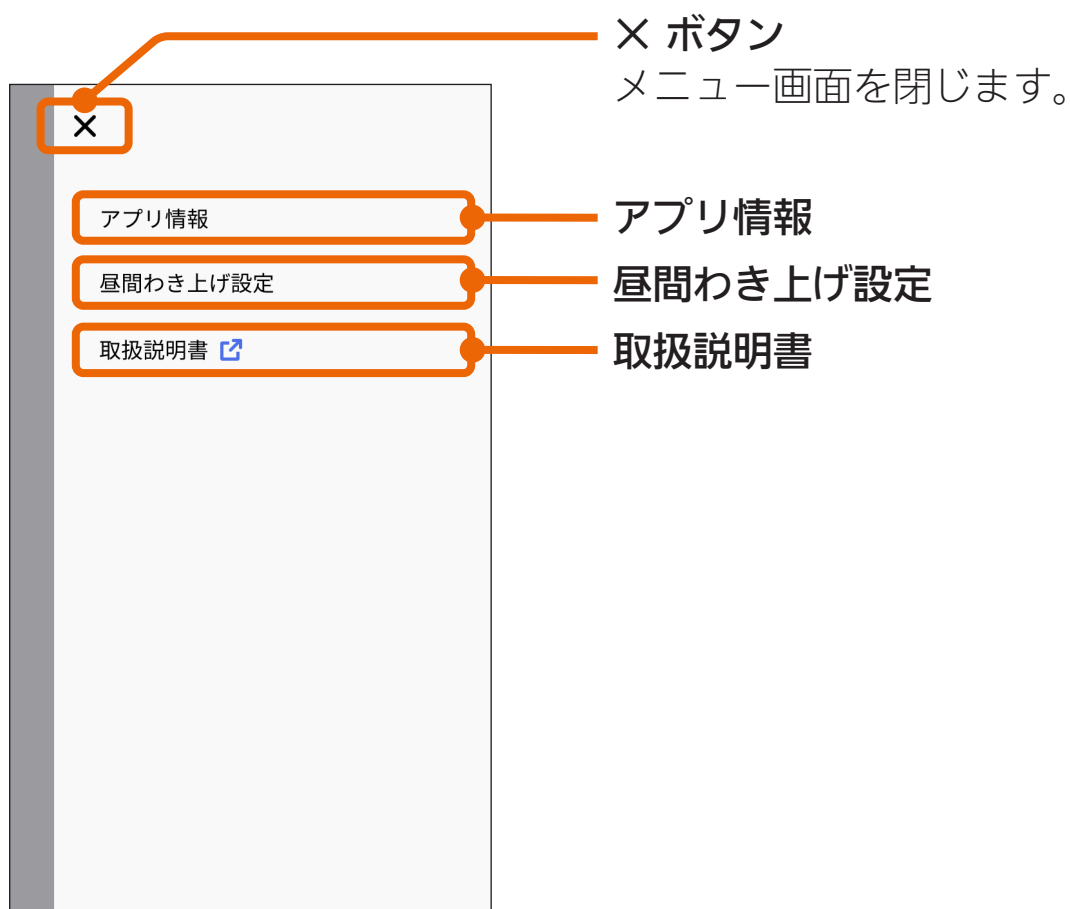 × ボタン
メニュー画面を閉じます。
×
アプリ情報
アプリ情報
昼間わき上げ設定
昼間わき上げ設定
取扱説明書
取扱説明書